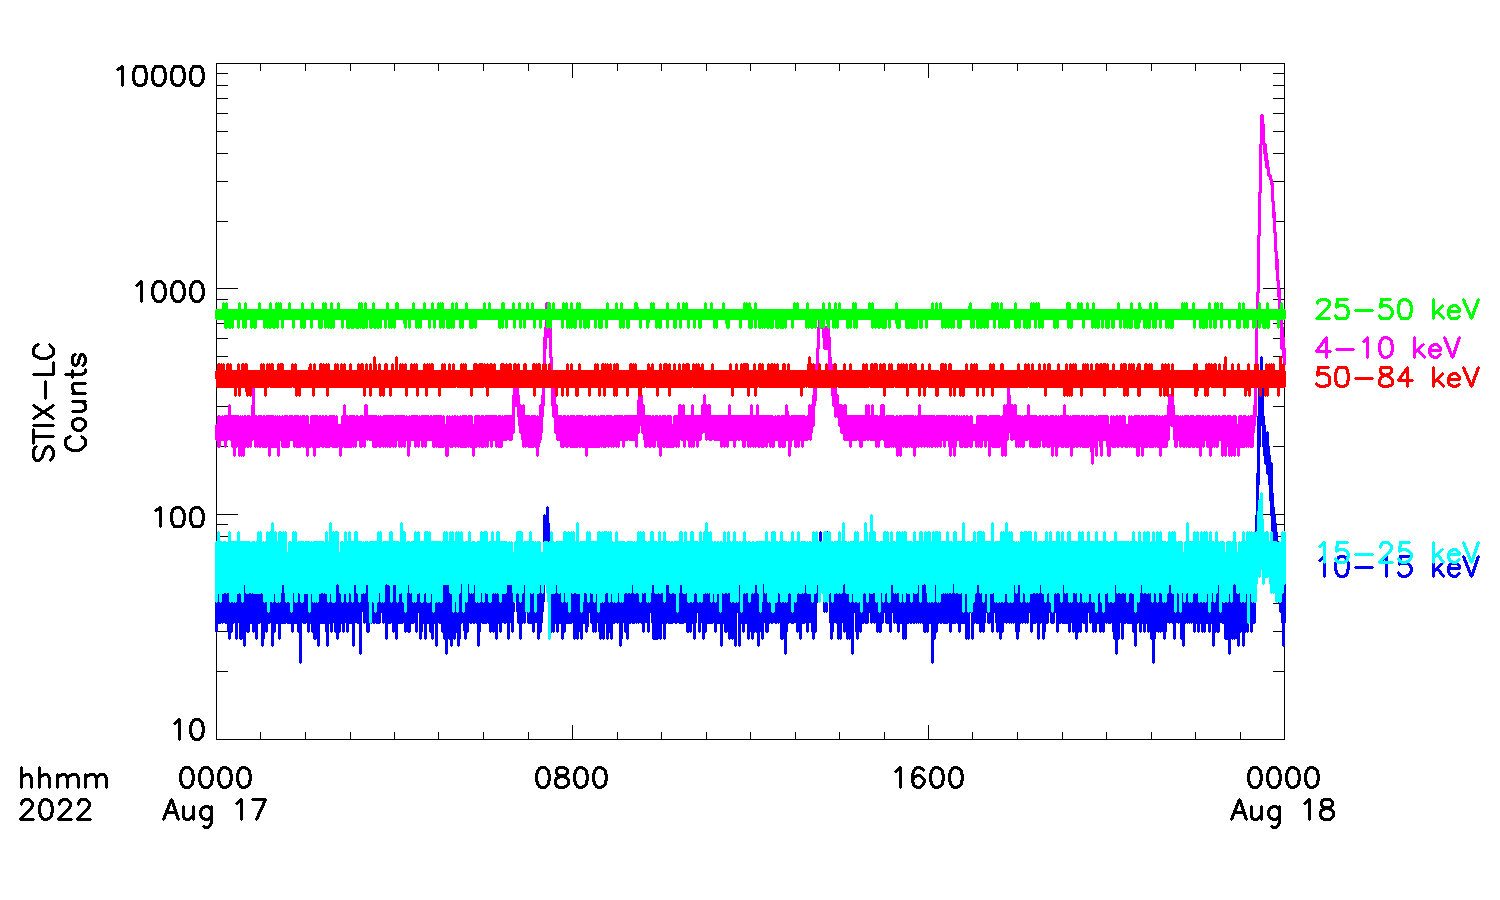 10000
1000
100
10
STIX-LC
Counts
25-50 keV
4-10 keV
50-84 keV
15-25 keV
10-15 keV
hhmm 0000 0800 1600 0000
2022 Aug 17 Aug 18